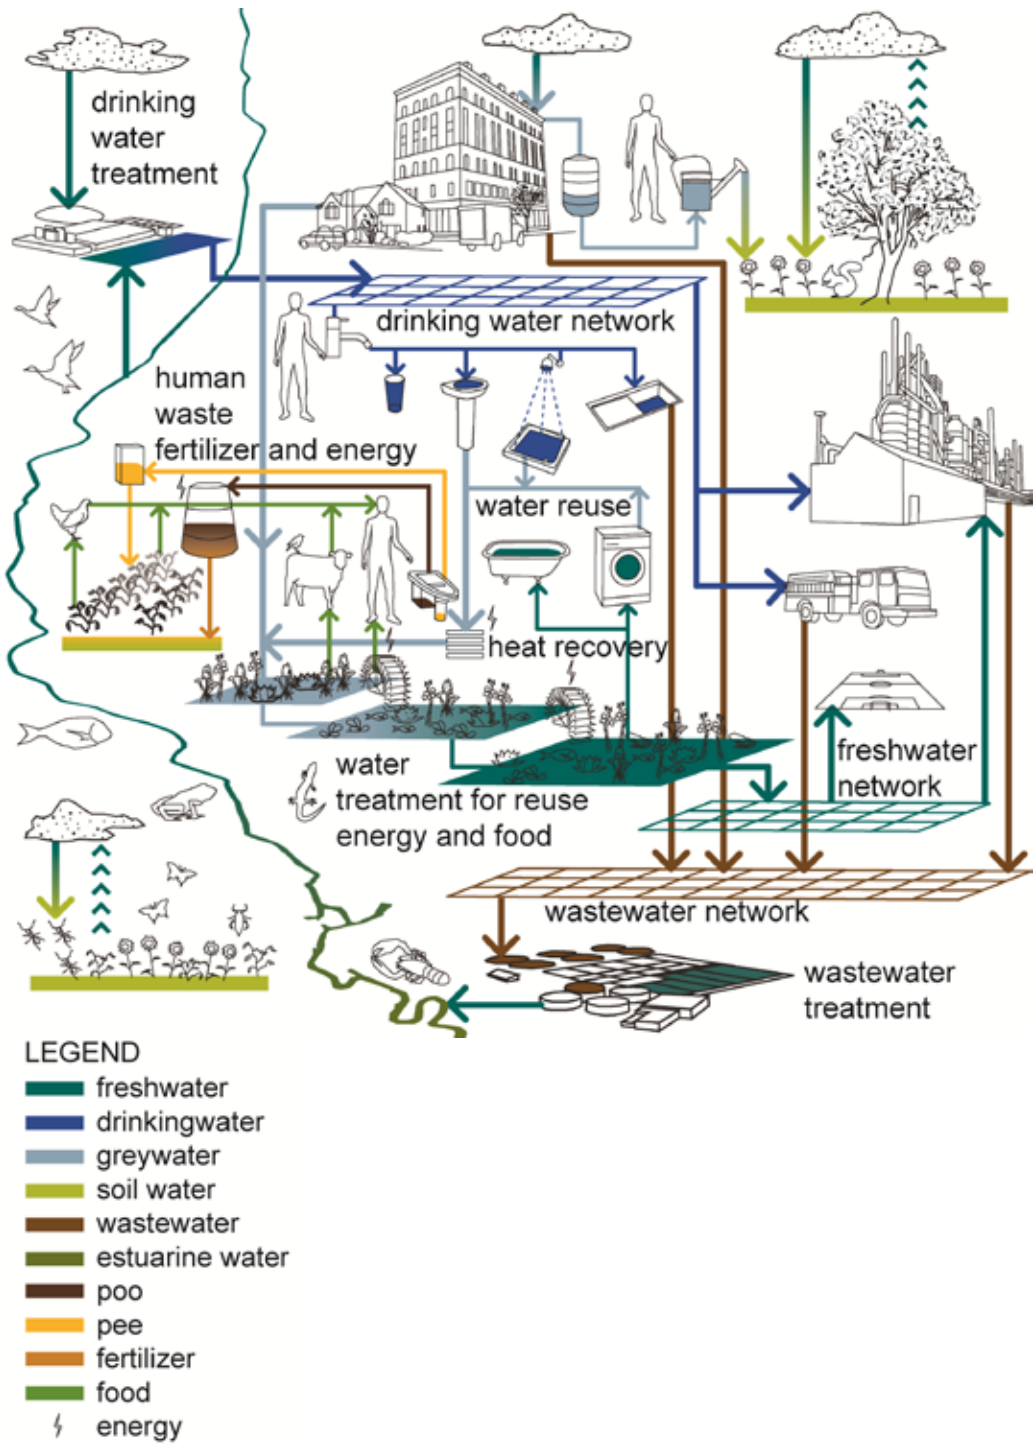 drinking
water
treatment
drinking water network
human
waste
fertilizer and energy
water reuse
heat recovery
freshwater
network
water
treatment for reuse
energy and food
wastewater network
wastewater
treatment
LEGEND
freshwater
drinkingwater
greywater
soil water
wastewater
estuarine water
poo
pee
fertilizer
food
energy